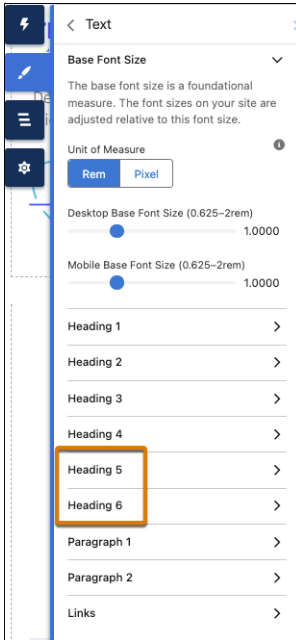 Text
Base Font Size
The base font size is a foundational
measure. The font sizes on your site are
adjusted relative to this font size.
Unit of Measure
Rem
Pixel
Desktop Base Font Size (0.625–2rem)
1.0000
Mobile Base Font Size (0.625–2rem)
1.0000
Heading 1
Heading 2
Heading 3
Heading 4
Heading 5
Heading 6
Paragraph 1
Paragraph 2
Links